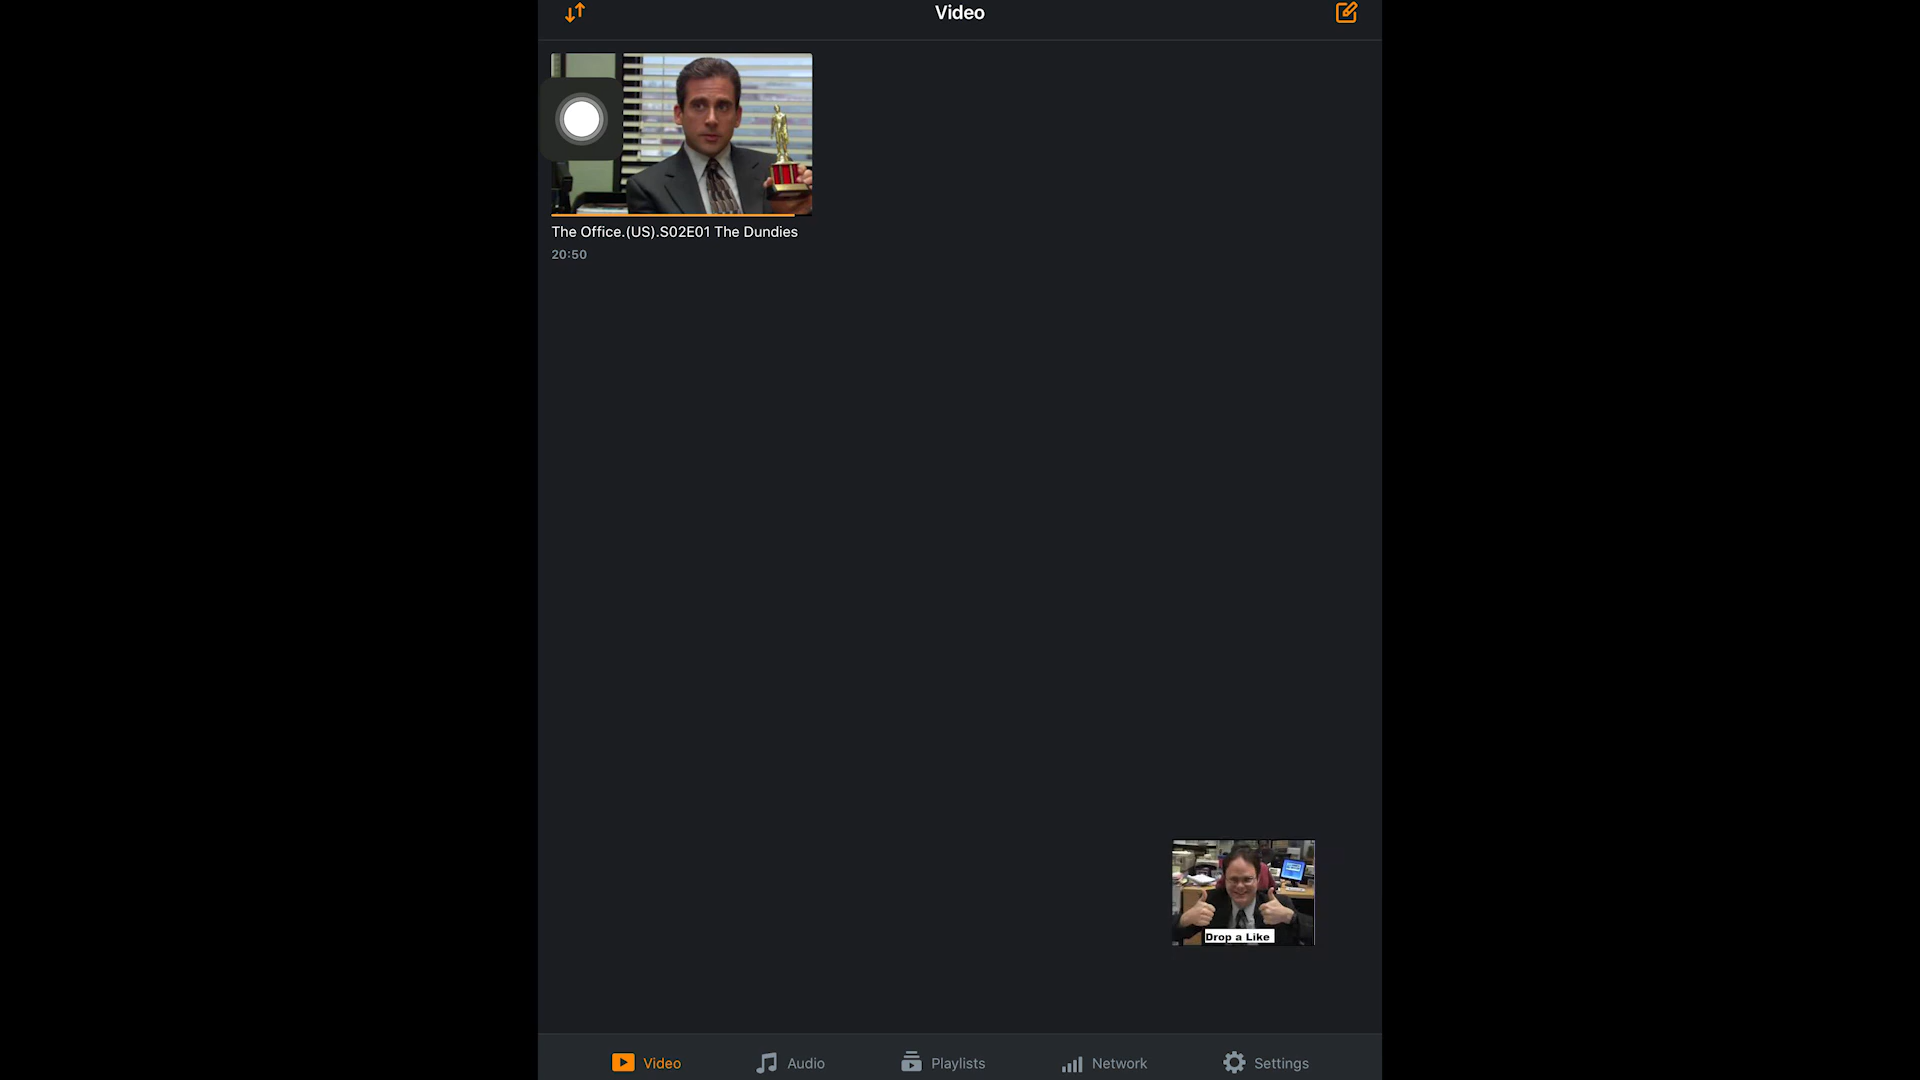 Video
The Office.(US).S02E01 The Dundies
20:50
Drop a Like
Video
Audio
Playlists
Network
Settings